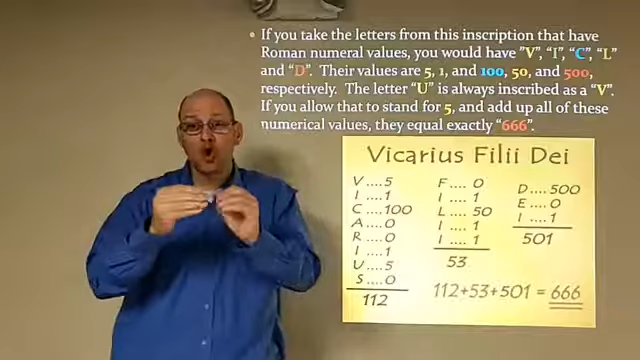 • If you take the letters from this inscription that have
Roman numeral values, you would have "V", "I", "C", "L"
and "D". Their values are 5, 1, and 100, 50, and 500,
respectively. The letter "U" is always inscribed as a "V".
If you allow that to stand for 5, and add up all of these
numerical values, they equal exactly "666".
Vicarius Filii Dei
V....5
I....1
C....100
A....0
R....0
I....1
U....5
S....0
112
F.... 0
I.... 1
L.... 50
I.... 1
I.... 1
53
D....500
E....0
I....1
501
112+53+501 = 666